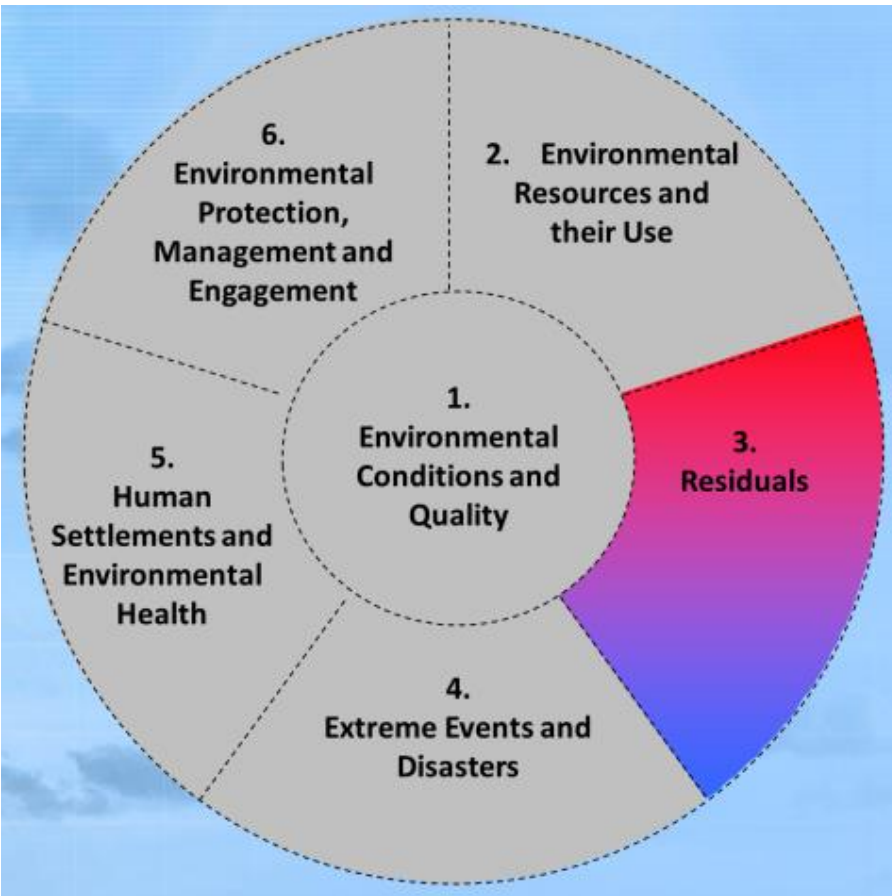 1.
Environmental
Conditions and
Quality
2. Environmental
Resources and
their Use
3.
Residuals
4.
Extreme Events and
Disasters
5.
Human
Settlements and
Environmental
Health
6.
Environmental
Protection,
Management and
Engagement